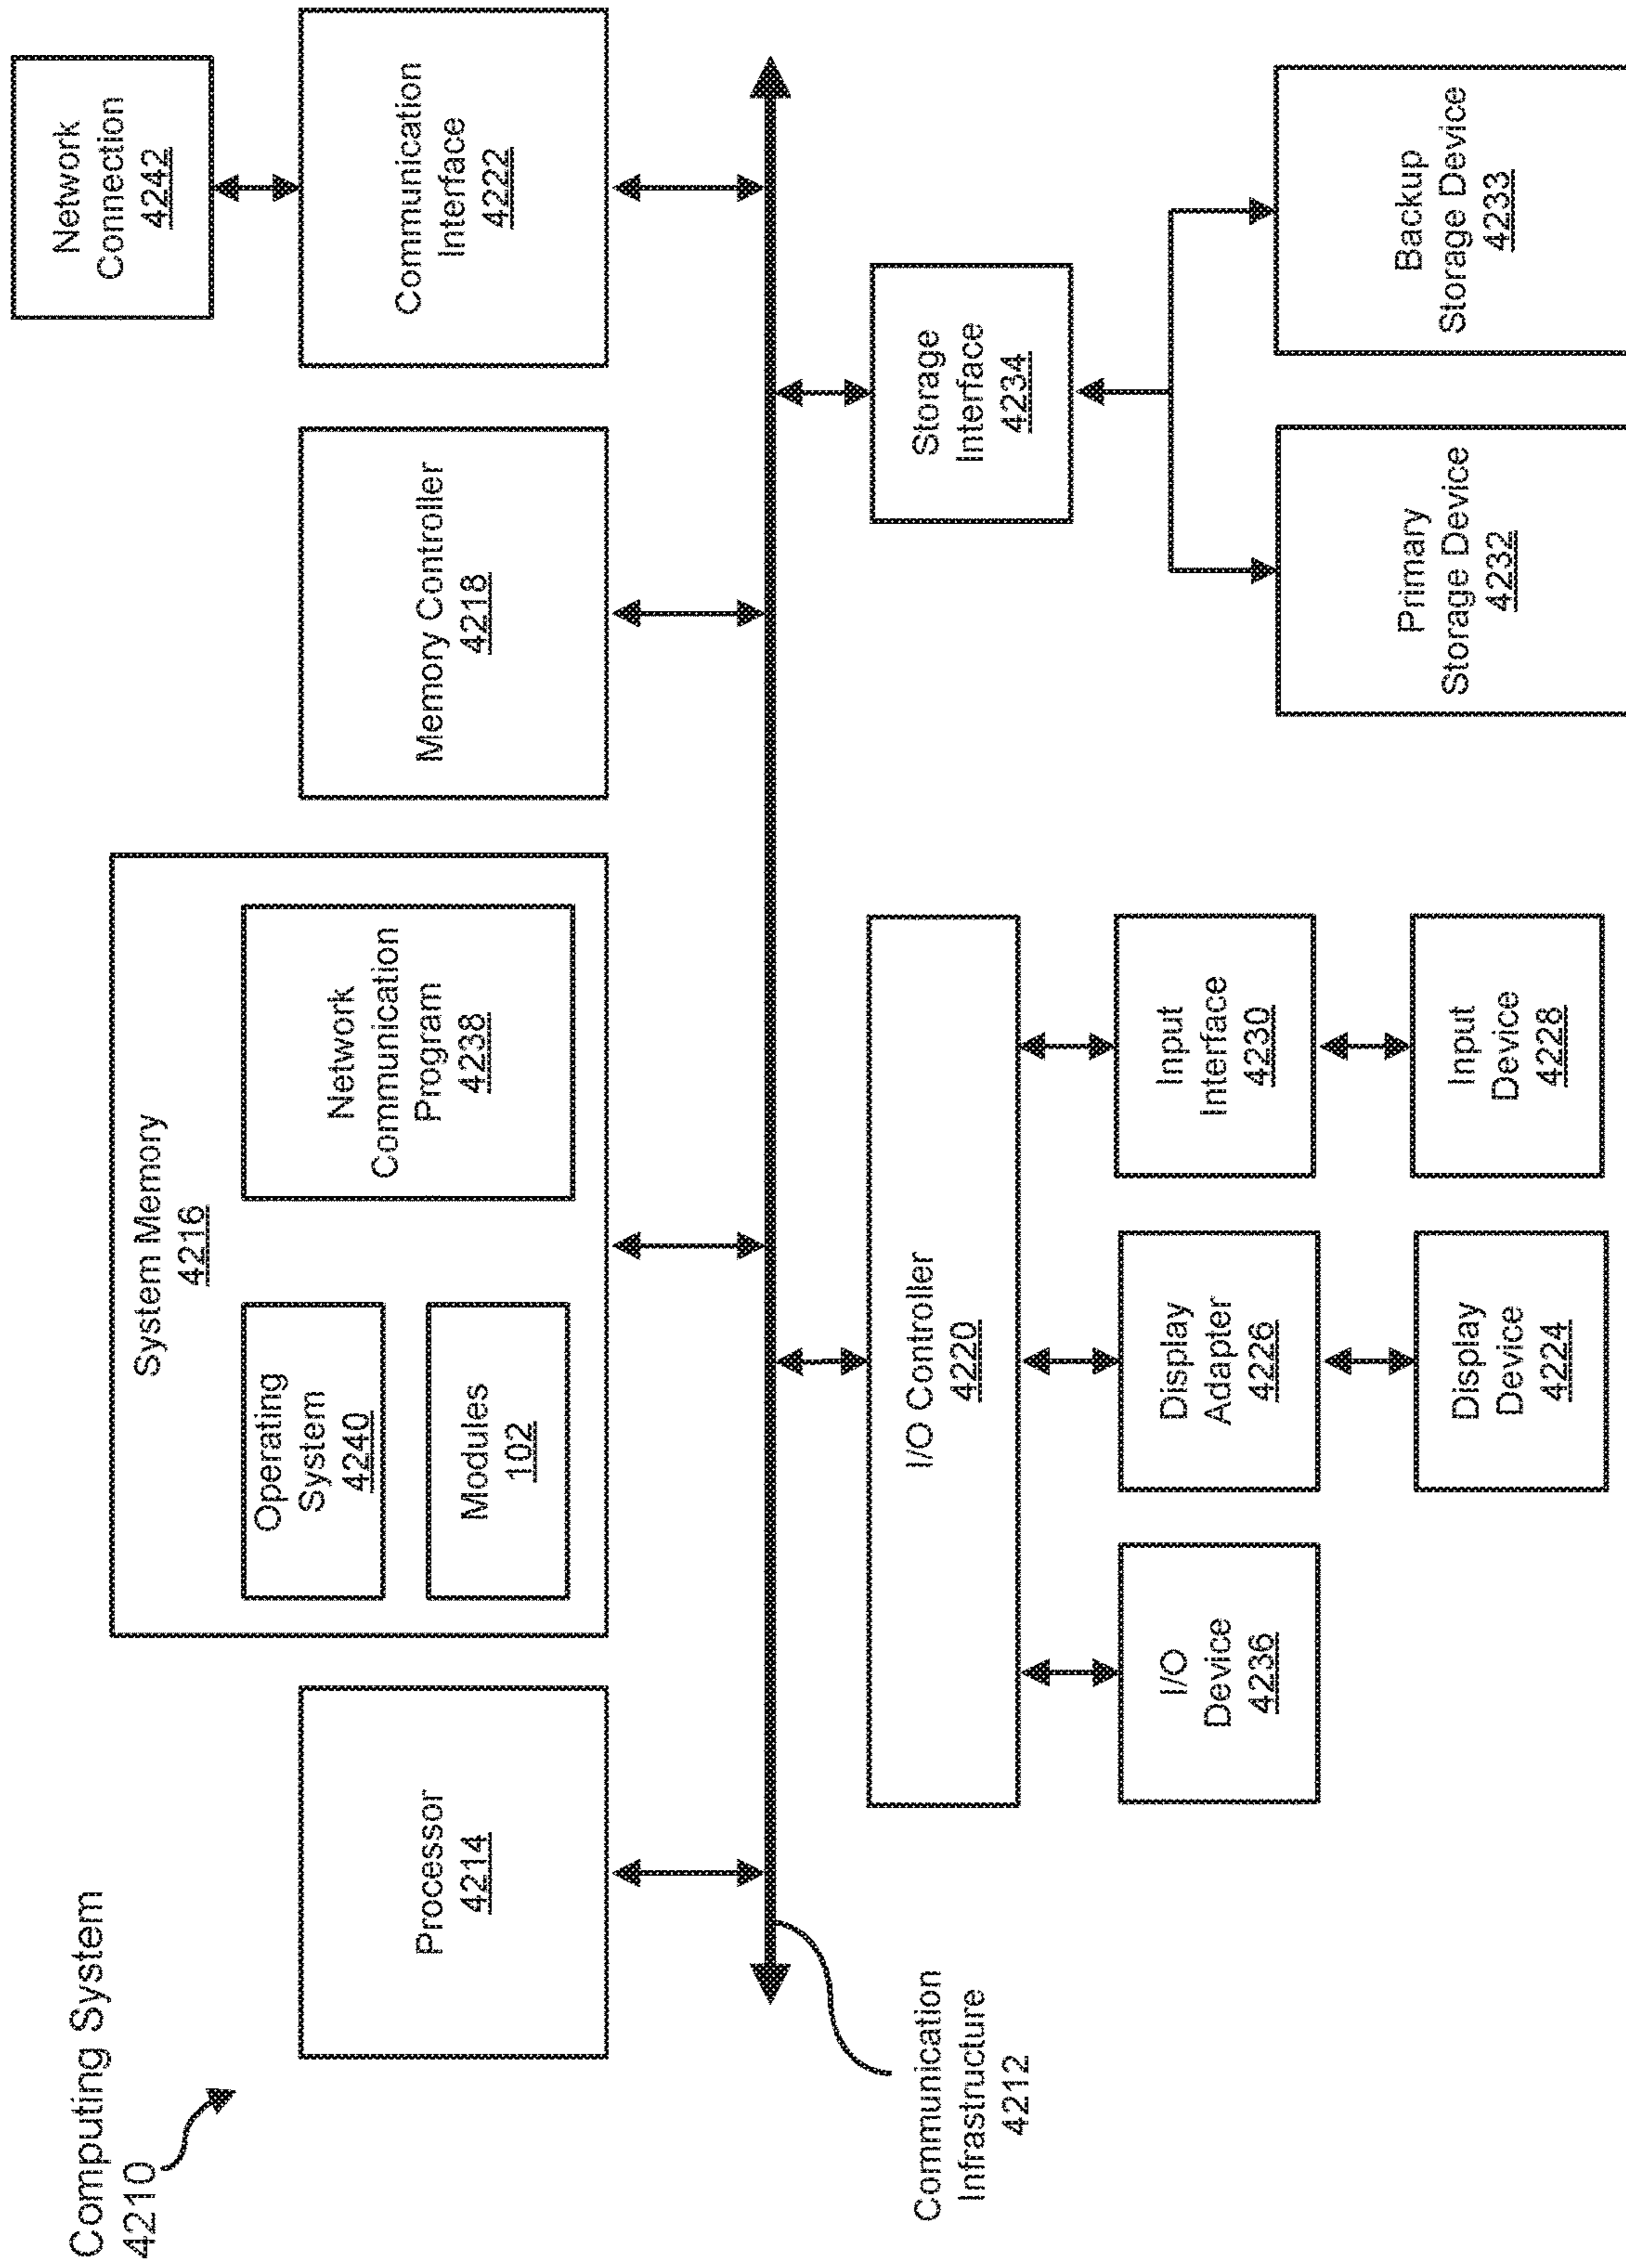 Computing System
4210
Processor
4214
System Memory
4216
Operating
System
4240
Modules
102
Network
Communication
Program
4238
Memory Controller
4218
Network
Connection
4242
Communication
Interface
4222
Communication
Infrastructure
4212
I/O Controller
4220
I/O
Device
4236
Display
Adapter
4226
Input
Interface
4230
Display
Device
4224
Input
Device
4228
Storage
Interface
4234
Primary
Storage Device
4232
Backup
Storage Device
4233